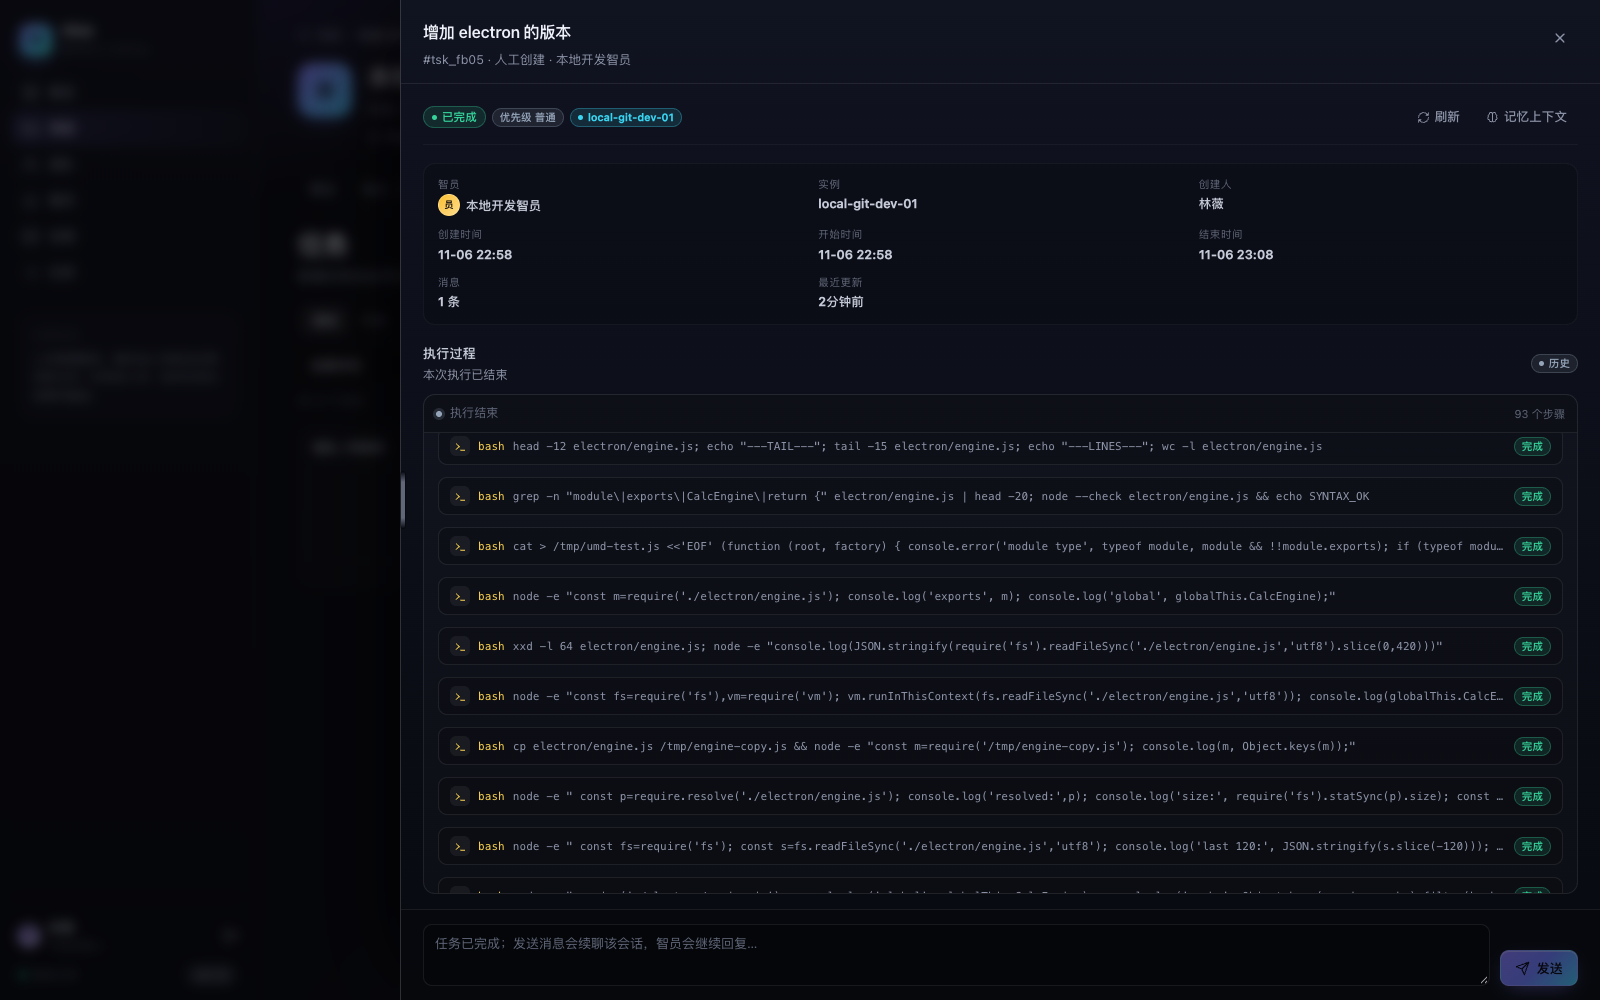 增加 electron 的版本
#tsk_fb05 · 人工创建 · 本地开发智员
已完成 优先级 普通 local-git-dev-01 刷新 记忆上下文
智员 实例 创建人
员 本地开发智员 local-git-dev-01 林薇
创建时间 开始时间 结束时间
11-06 22:58 11-06 22:58 11-06 23:08
消息 最近更新
1 条 2分钟前
执行过程
本次执行已结束
历史
执行结束 93 个步骤
>_ bash head -12 electron/engine.js; echo "---TAIL---"; tail -15 electron/engine.js; echo "---LINES---"; wc -l electron/engine.js 完成
>_ bash grep -n "module\|exports\|CalcEngine\|return {" electron/engine.js | head -20; node --check electron/engine.js && echo SYNTAX_OK 完成
>_ bash cat > /tmp/umd-test.js <<'EOF' (function (root, factory) { console.error('module type', typeof module, module && !!module.exports); if (typeof modu… 完成
>_ bash node -e "const m=require('./electron/engine.js'); console.log('exports', m); console.log('global', globalThis.CalcEngine);" 完成
>_ bash xxd -l 64 electron/engine.js; node -e "console.log(JSON.stringify(require('fs').readFileSync('./electron/engine.js','utf8').slice(0,420)))" 完成
>_ bash node -e "const fs=require('fs'),vm=require('vm'); vm.runInThisContext(fs.readFileSync('./electron/engine.js','utf8')); console.log(globalThis.CalcE… 完成
>_ bash cp electron/engine.js /tmp/engine-copy.js && node -e "const m=require('/tmp/engine-copy.js'); console.log(m, Object.keys(m));" 完成
>_ bash node -e " const p=require.resolve('./electron/engine.js'); console.log('resolved:',p); console.log('size:', require('fs').statSync(p).size); const … 完成
>_ bash node -e " const fs=require('fs'); const s=fs.readFileSync('./electron/engine.js','utf8'); console.log('last 120:', JSON.stringify(s.slice(-120))); … 完成
任务已完成；发送消息会续聊该会话，智员会继续回复...
发送